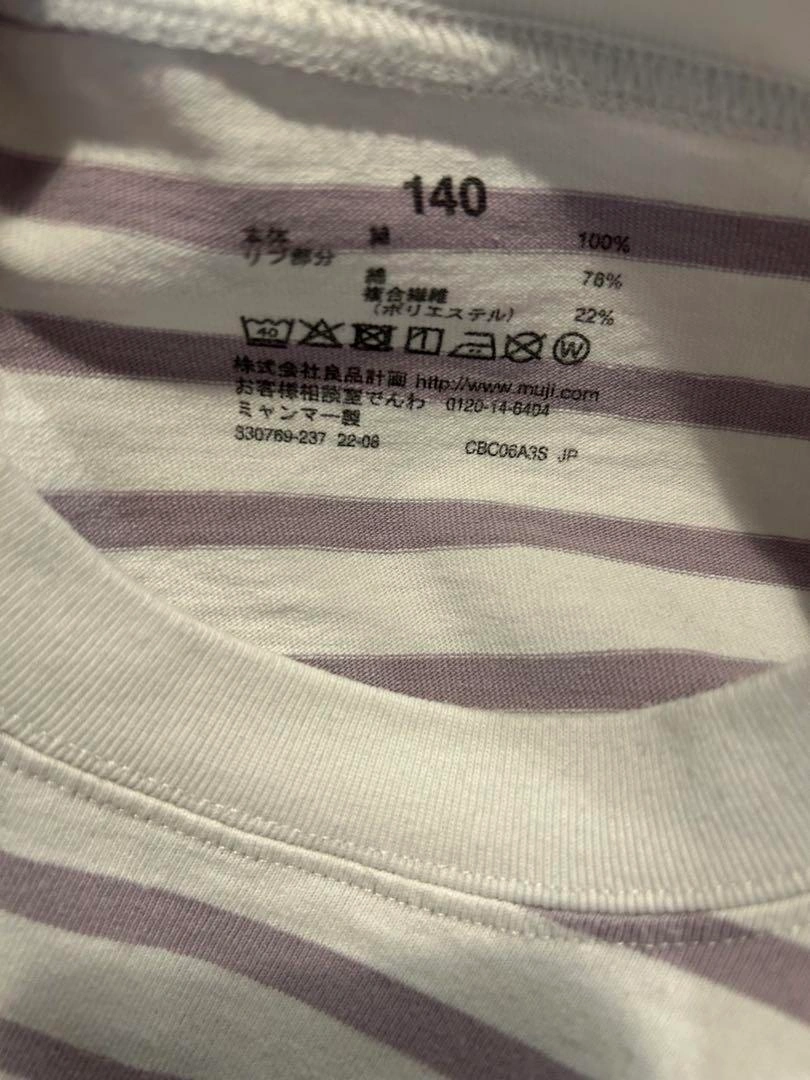 140
本体 綿 100%
リブ部分
綿 78%
複合繊維
(ポリエステル) 22%
40 W
株式会社良品計画 http://www.muji.com
お客様相談室でんわ 0120-14-6404
ミャンマー製
330769-237 22-08 CBC06A3S JP